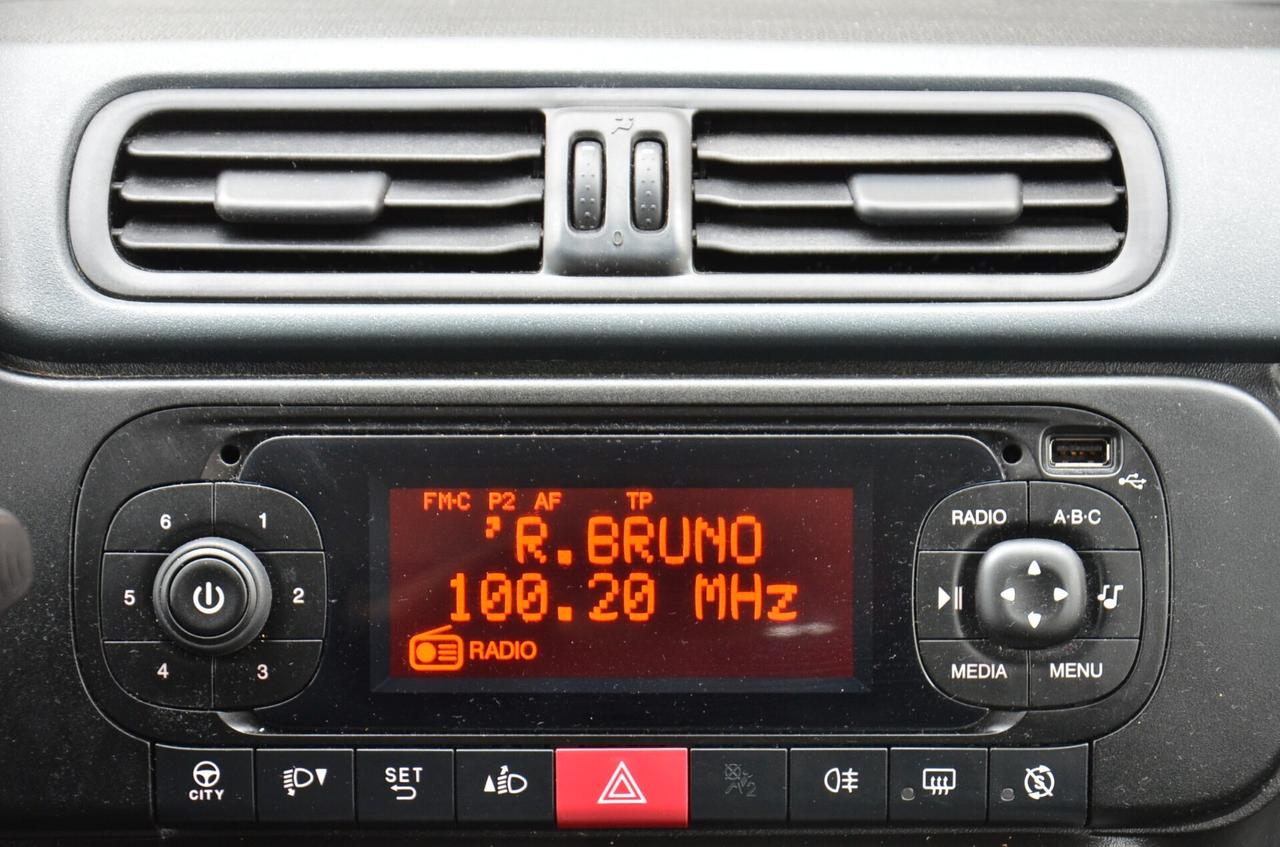 0
6 1
5 2
4 3
FM-C P2 AF TP
'R.BRUNO
100.20 MHz
RADIO
RADIO A·B·C
MEDIA MENU
CITY
SET
S